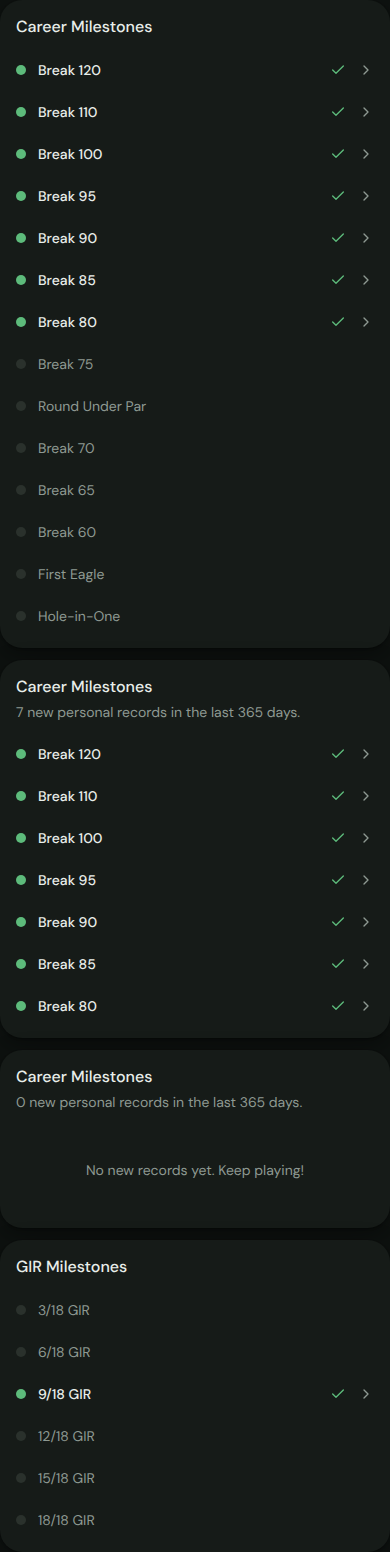 Career Milestones
Break 120
Break 110
Break 100
Break 95
Break 90
Break 85
Break 80
Break 75
Round Under Par
Break 70
Break 65
Break 60
First Eagle
Hole-in-One
Career Milestones
7 new personal records in the last 365 days.
Break 120
Break 110
Break 100
Break 95
Break 90
Break 85
Break 80
Career Milestones
0 new personal records in the last 365 days.
No new records yet. Keep playing!
GIR Milestones
3/18 GIR
6/18 GIR
9/18 GIR
12/18 GIR
15/18 GIR
18/18 GIR